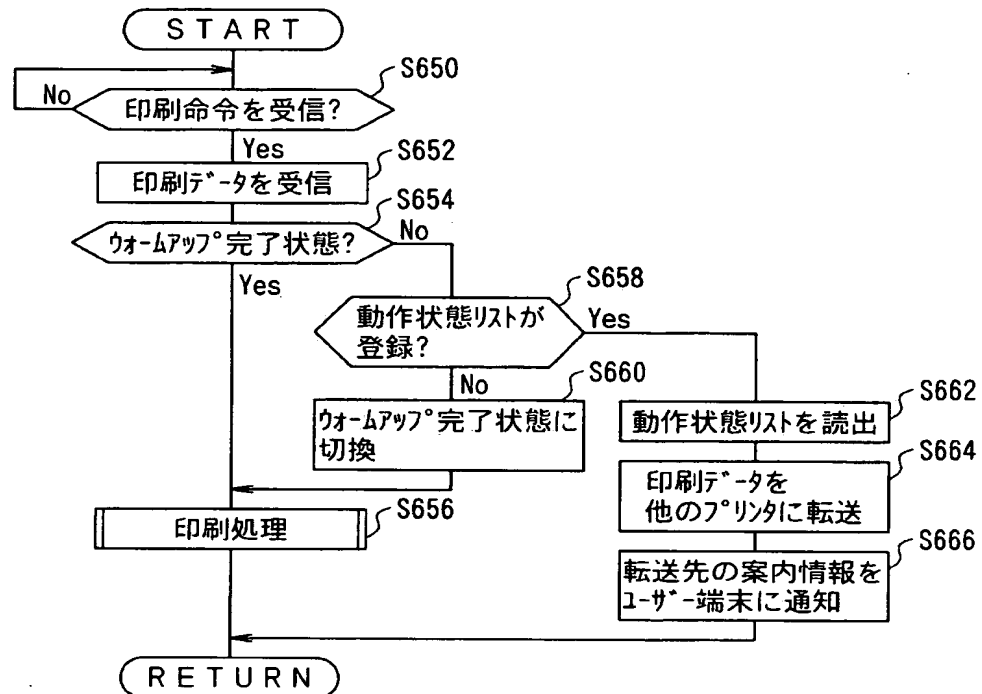 START
S650
No
印刷命令を受信?
Yes
S652
印刷ﾃﾞｰﾀを受信
S654
ｳｫｰﾑｱｯﾌﾟ完了状態?
No
Yes
S658
動作状態ﾘｽﾄが
登録?
Yes
No
S660
ｳｫｰﾑｱｯﾌﾟ完了状態に
切換
S662
動作状態ﾘｽﾄを読出
S664
印刷ﾃﾞｰﾀを
他のﾌﾟﾘﾝﾀに転送
S656
印刷処理
S666
転送先の案内情報を
ﾕｰｻﾞｰ端末に通知
RETURN